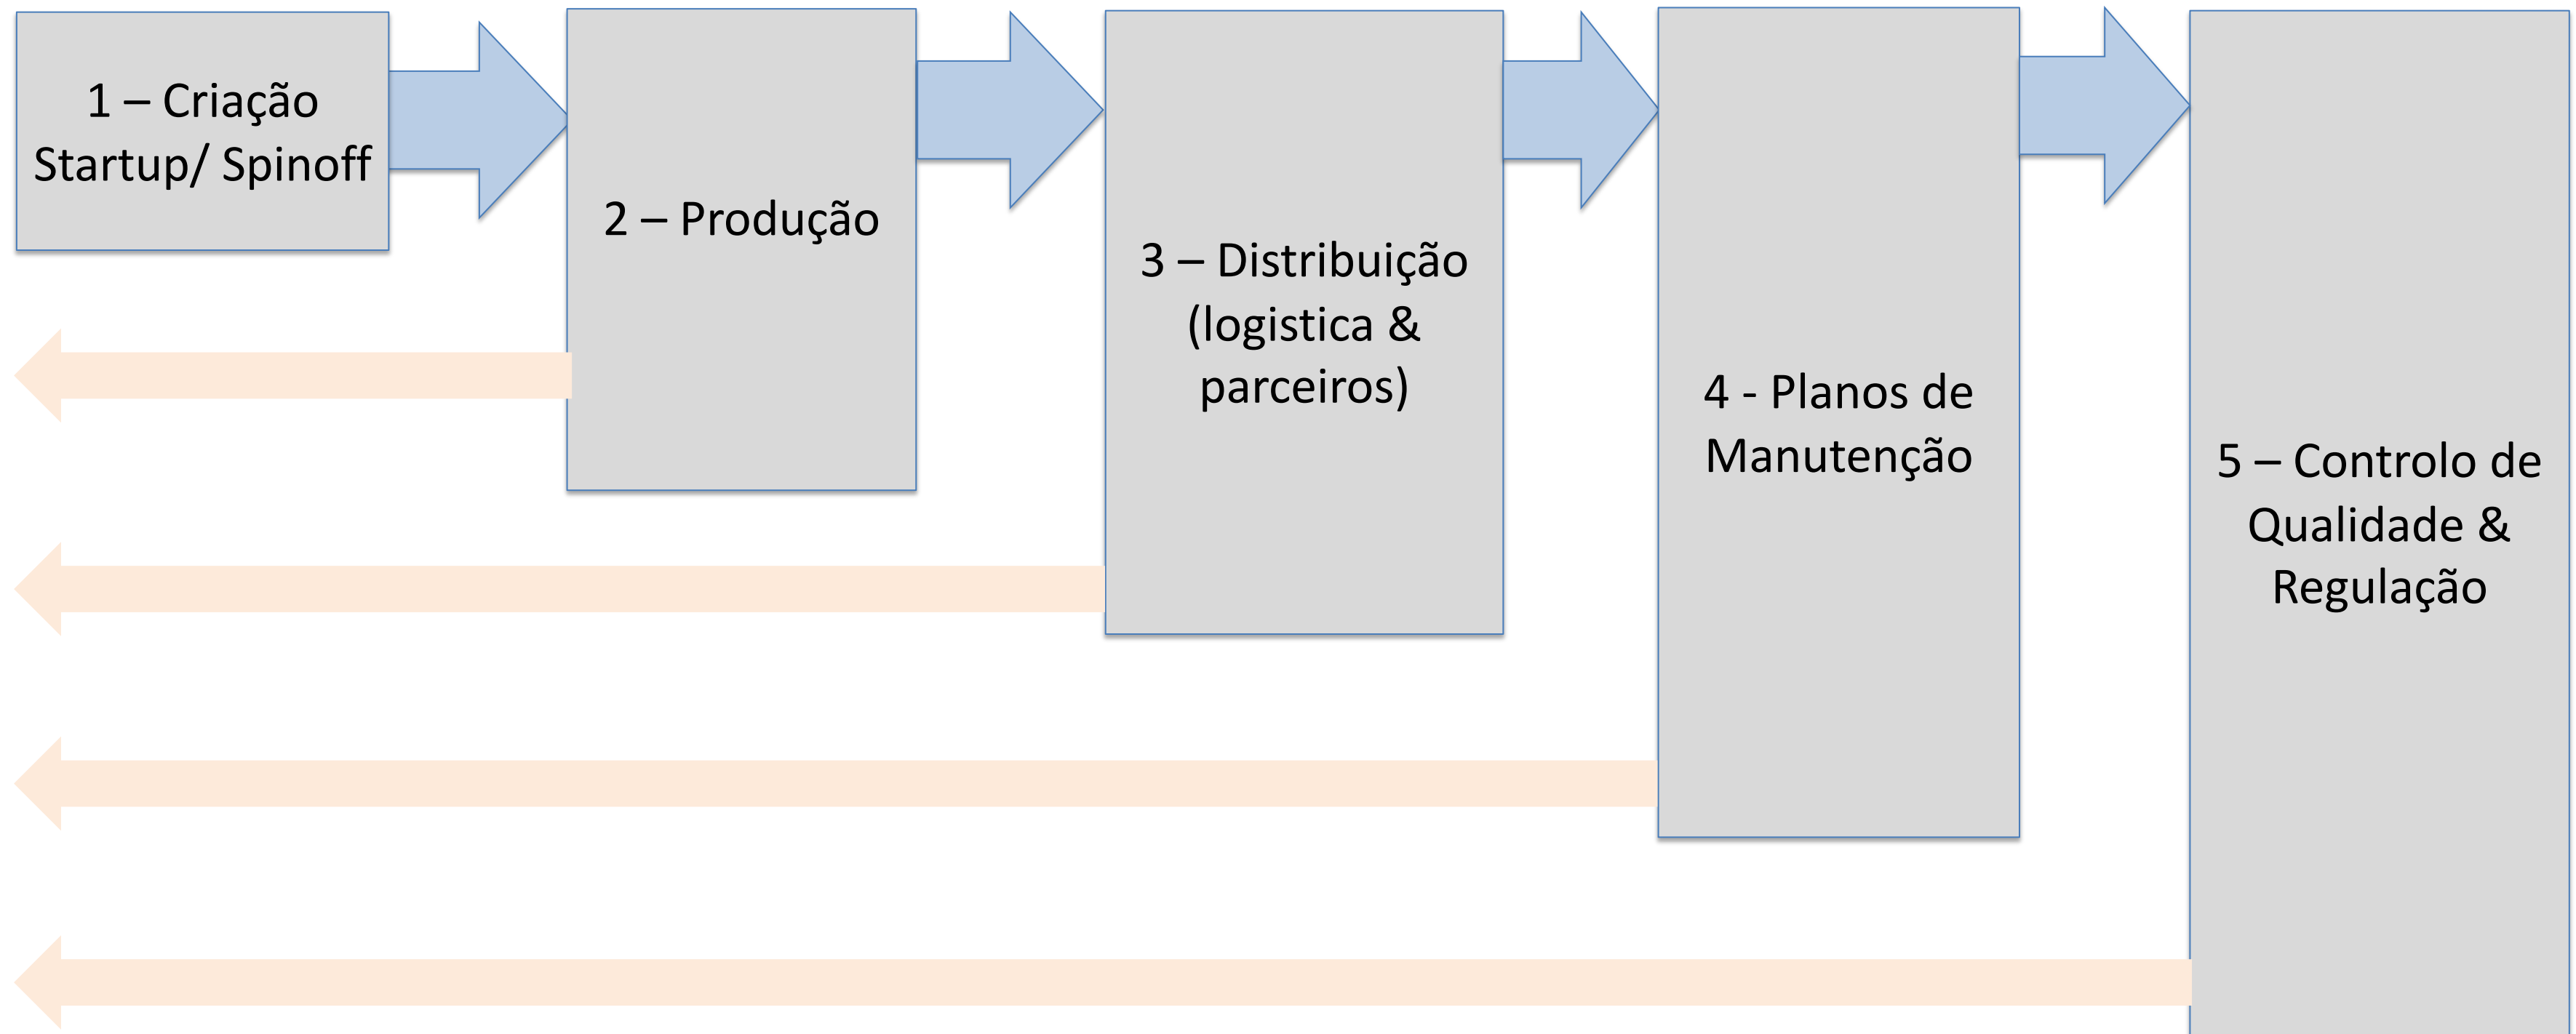 1 – Criação
Startup/ Spinoff
2 – Produção
3 – Distribuição
(logistica &
parceiros)
4 - Planos de
Manutenção
5 – Controlo de
Qualidade &
Regulação